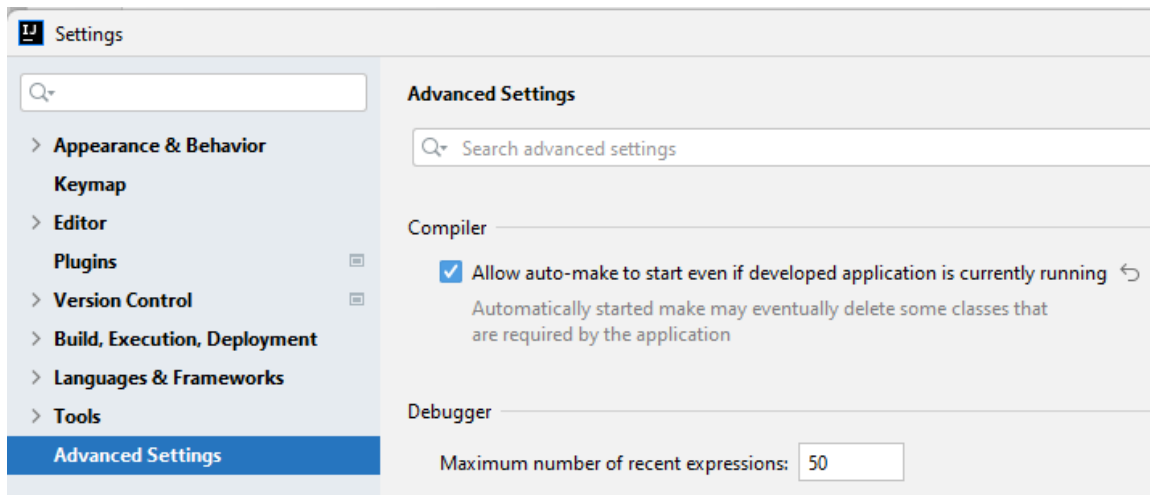 IJ
Settings
Appearance & Behavior
Keymap
Editor
Plugins
Version Control
Build, Execution, Deployment
Languages & Frameworks
Tools
Advanced Settings
Advanced Settings
Search advanced settings
Compiler
Allow auto-make to start even if developed application is currently running
Automatically started make may eventually delete some classes that
are required by the application
Debugger
Maximum number of recent expressions: 50